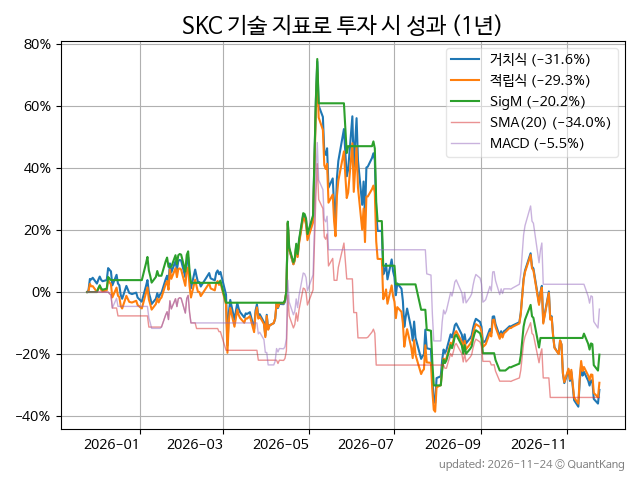 SKC 기술 지표로 투자 시 성과 (1년)
80%
60%
40%
20%
0%
−20%
−40%
거치식 (−31.6%)
적립식 (−29.3%)
SigM (−20.2%)
SMA(20) (−34.0%)
MACD (−5.5%)
2026-01
2026-03
2026-05
2026-07
2026-09
2026-11
updated: 2026-11-24 © QuantKang